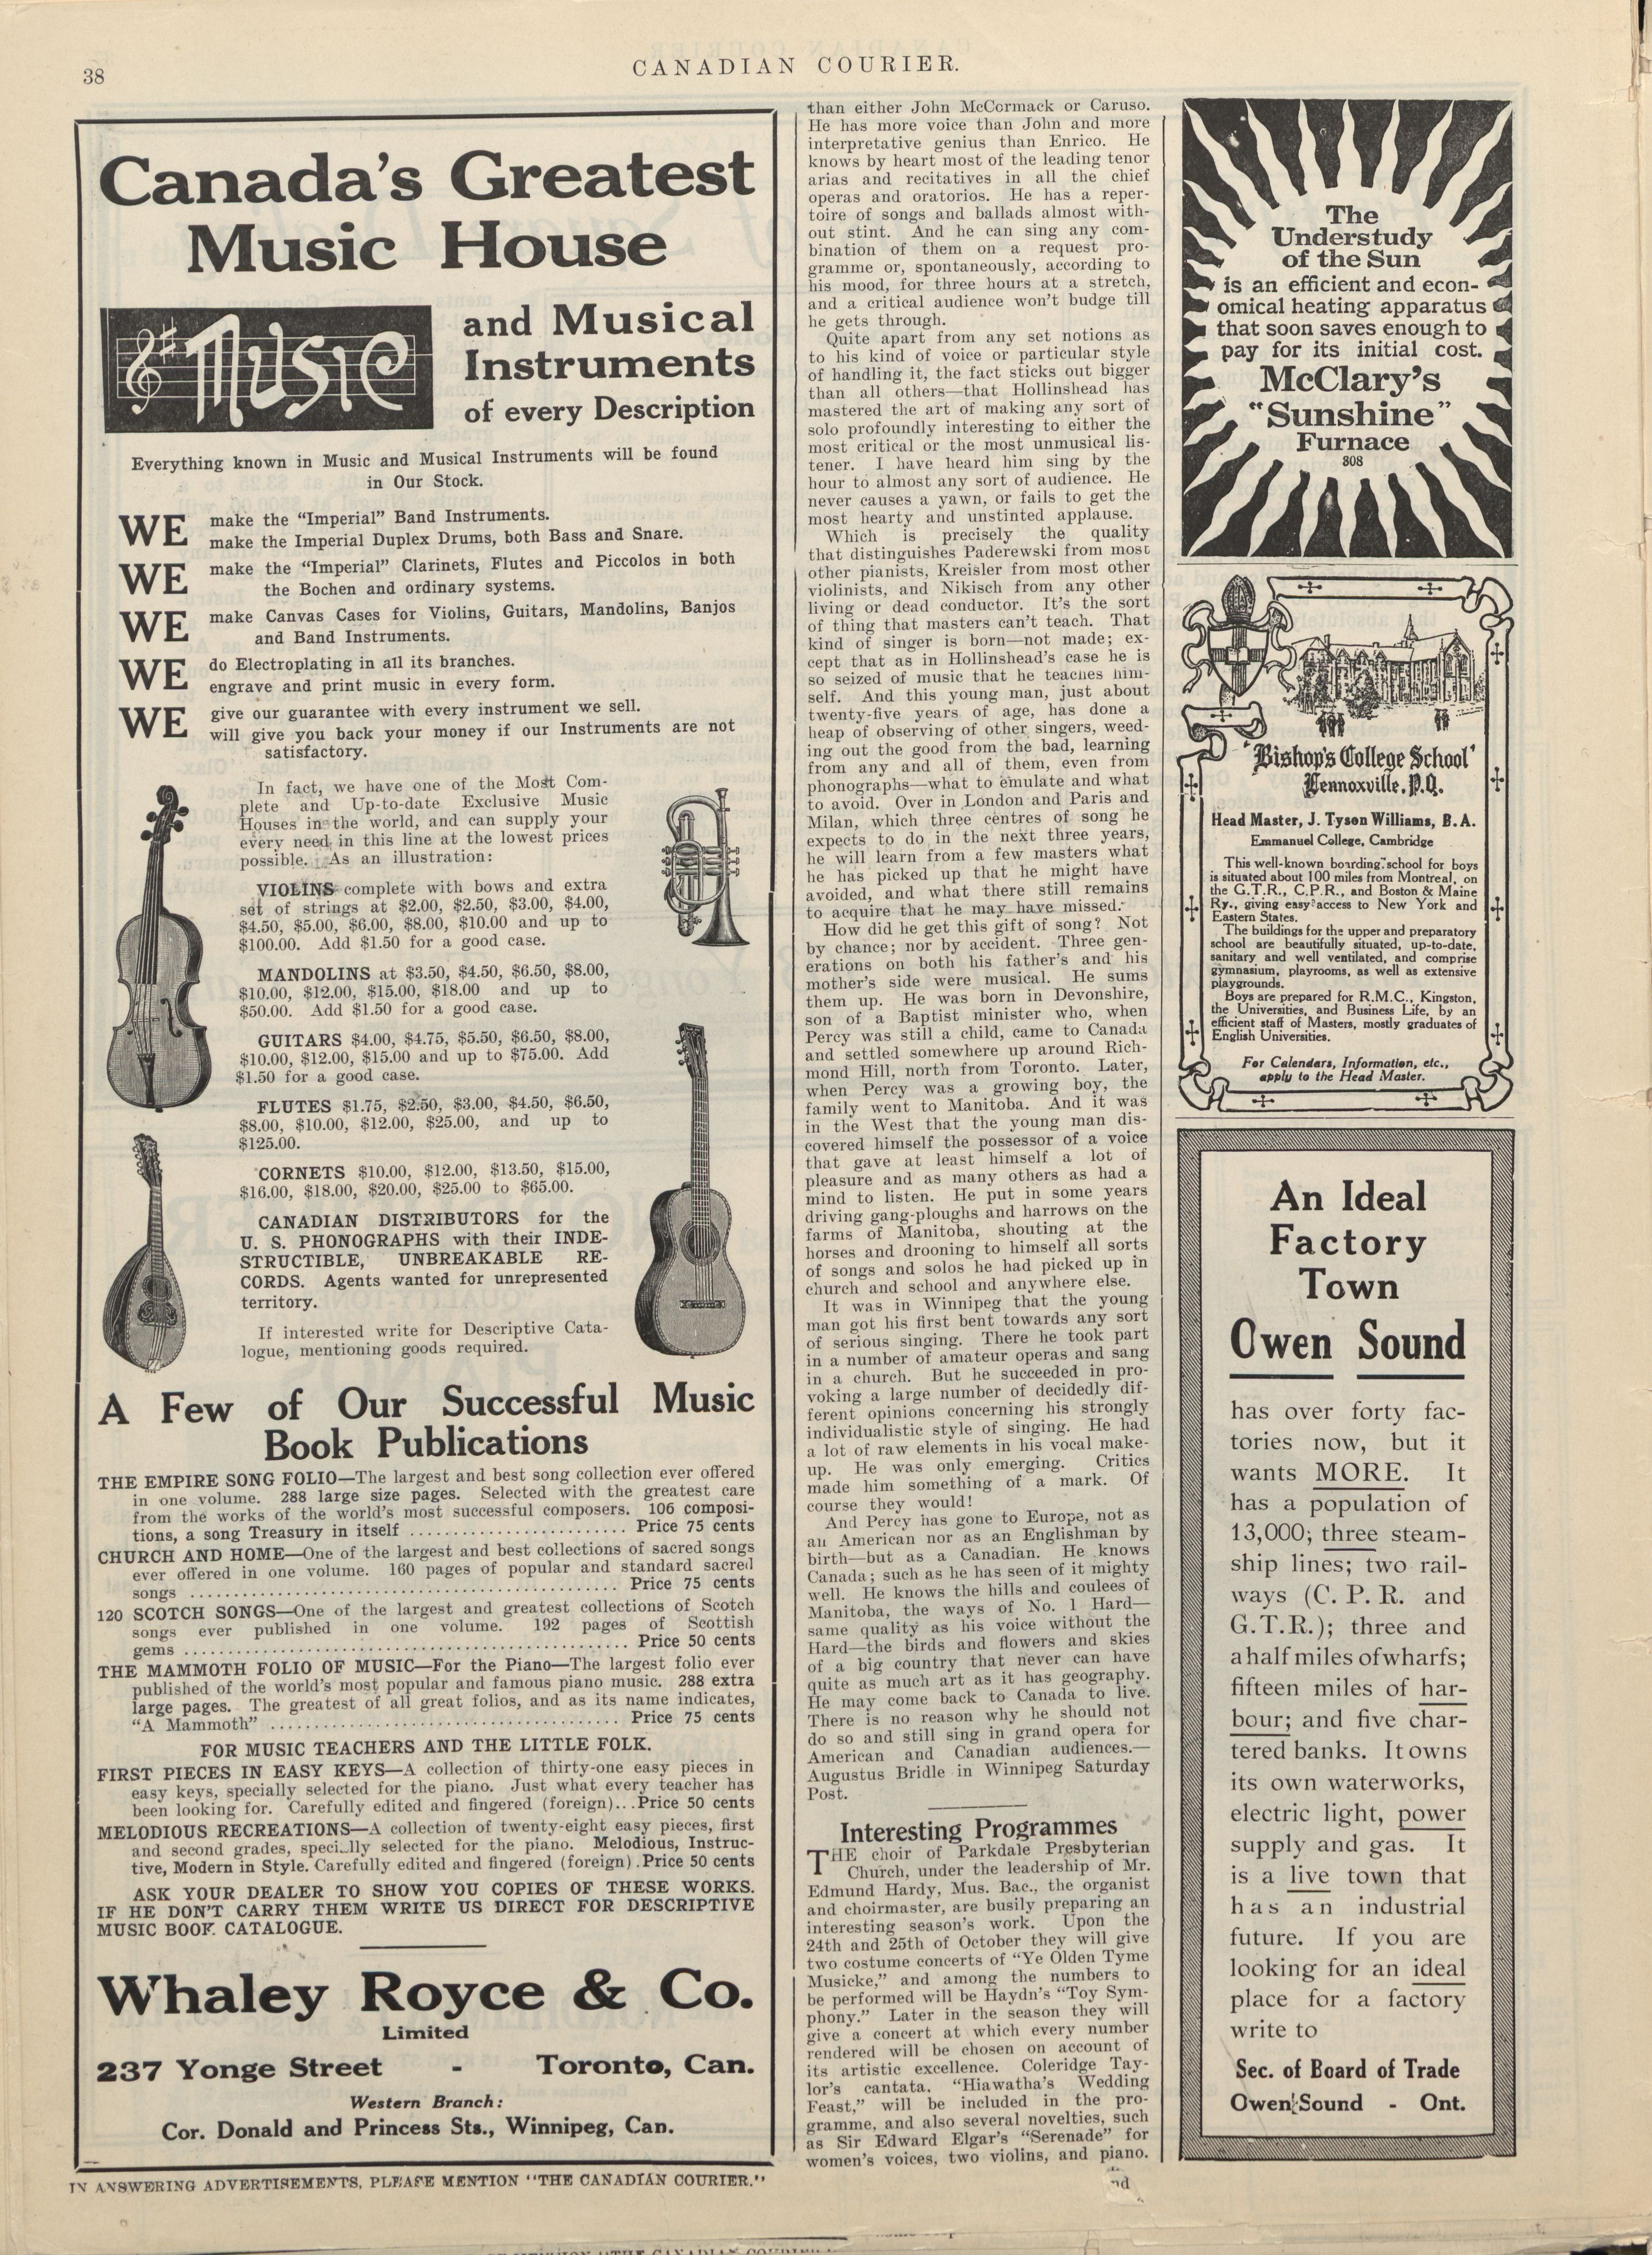 38
CANADIAN COURIER.
Canada's Greatest
Music House
Music
and Musical
Instruments
of every Description
Everything known in Music and Musical Instruments will be found
in Our Stock.
WE make the "Imperial" Band Instruments.
make the Imperial Duplex Drums, both Bass and Snare.
WE make the "Imperial" Clarinets, Flutes and Piccolos in both
the Bochen and ordinary systems.
WE make Canvas Cases for Violins, Guitars, Mandolins, Banjos
and Band Instruments.
WE do Electroplating in all its branches.
engrave and print music in every form.
WE give our guarantee with every instrument we sell.
will give you back your money if our Instruments are not
satisfactory.
In fact, we have one of the Most Com-
plete and Up-to-date Exclusive Music
Houses in the world, and can supply your
every need in this line at the lowest prices
possible. As an illustration:
VIOLINS complete with bows and extra
set of strings at $2.00, $2.50, $3.00, $4.00,
$4.50, $5.00, $6.00, $8.00, $10.00 and up to
$100.00. Add $1.50 for a good case.
MANDOLINS at $3.50, $4.50, $6.50, $8.00,
$10.00, $12.00, $15.00, $18.00 and up to
$50.00. Add $1.50 for a good case.
GUITARS $4.00, $4.75, $5.50, $6.50, $8.00,
$10.00, $12.00, $15.00 and up to $75.00. Add
$1.50 for a good case.
FLUTES $1.75, $2.50, $3.00, $4.50, $6.50,
$8.00, $10.00, $12.00, $25.00, and up to
$125.00.
CORNETS $10.00, $12.00, $13.50, $15.00,
$16.00, $18.00, $20.00, $25.00 to $65.00.
CANADIAN DISTRIBUTORS for the
U. S. PHONOGRAPHS with their INDE-
STRUCTIBLE, UNBREAKABLE RE-
CORDS. Agents wanted for unrepresented
territory.
If interested write for Descriptive Cata-
logue, mentioning goods required.
A Few of Our Successful Music
Book Publications
THE EMPIRE SONG FOLIO—The largest and best song collection ever offered
in one volume. 288 large size pages. Selected with the greatest care
from the works of the world's most successful composers. 106 composi-
tions, a song Treasury in itself .......................... Price 75 cents
CHURCH AND HOME—One of the largest and best collections of sacred songs
ever offered in one volume. 160 pages of popular and standard sacred
songs .................................................... Price 75 cents
120 SCOTCH SONGS—One of the largest and greatest collections of Scotch
songs ever published in one volume. 192 pages of Scottish
gems ...................................................... Price 50 cents
THE MAMMOTH FOLIO OF MUSIC—For the Piano—The largest folio ever
published of the world's most popular and famous piano music. 288 extra
large pages. The greatest of all great folios, and as its name indicates,
"A Mammoth" .......................................... Price 75 cents
FOR MUSIC TEACHERS AND THE LITTLE FOLK.
FIRST PIECES IN EASY KEYS—A collection of thirty-one easy pieces in
easy keys, specially selected for the piano. Just what every teacher has
been looking for. Carefully edited and fingered (foreign)...Price 50 cents
MELODIOUS RECREATIONS—A collection of twenty-eight easy pieces, first
and second grades, specially selected for the piano. Melodious, Instruc-
tive, Modern in Style. Carefully edited and fingered (foreign).Price 50 cents
ASK YOUR DEALER TO SHOW YOU COPIES OF THESE WORKS.
IF HE DON'T CARRY THEM WRITE US DIRECT FOR DESCRIPTIVE
MUSIC BOOK CATALOGUE.
Whaley Royce & Co.
Limited
237 Yonge Street - Toronto, Can.
Western Branch:
Cor. Donald and Princess Sts., Winnipeg, Can.
IN ANSWERING ADVERTISEMENTS, PLEASE MENTION "THE CANADIAN COURIER."
than either John McCormack or Caruso.
He has more voice than John and more
interpretative genius than Enrico. He
knows by heart most of the leading tenor
arias and recitatives in all the chief
operas and oratorios. He has a reper-
toire of songs and ballads almost with-
out stint. And he can sing any com-
bination of them on a request pro-
gramme or, spontaneously, according to
his mood, for three hours at a stretch,
and a critical audience won't budge till
he gets through.
Quite apart from any set notions as
to his kind of voice or particular style
of handling it, the fact sticks out bigger
than all others—that Hollinshead has
mastered the art of making any sort of
solo profoundly interesting to either the
most critical or the most unmusical lis-
tener. I have heard him sing by the
hour to almost any sort of audience. He
never causes a yawn, or fails to get the
most hearty and unstinted applause.
Which is precisely the quality
that distinguishes Paderewski from most
other pianists, Kreisler from most other
violinists, and Nikisch from any other
living or dead conductor. It's the sort
of thing that masters can't teach. That
kind of singer is born—not made; ex-
cept that as in Hollinshead's case he is
so seized of music that he teaches him-
self. And this young man, just about
twenty-five years of age, has done a
heap of observing of other singers, weed-
ing out the good from the bad, learning
from any and all of them, even from
phonographs—what to emulate and what
to avoid. Over in London and Paris and
Milan, which three centres of song he
expects to do in the next three years,
he will learn from a few masters what
he has picked up that he might have
avoided, and what there still remains
to acquire that he may have missed.
How did he get this gift of song? Not
by chance; nor by accident. Three gen-
erations on both his father's and his
mother's side were musical. He sums
them up. He was born in Devonshire,
son of a Baptist minister who, when
Percy was still a child, came to Canada
and settled somewhere up around Rich-
mond Hill, north from Toronto. Later,
when Percy was a growing boy, the
family went to Manitoba. And it was
in the West that the young man dis-
covered himself the possessor of a voice
that gave at least himself a lot of
pleasure and as many others as had a
mind to listen. He put in some years
driving gang-ploughs and harrows on the
farms of Manitoba, shouting at the
horses and drooning to himself all sorts
of songs and solos he had picked up in
church and school and anywhere else.
It was in Winnipeg that the young
man got his first bent towards any sort
of serious singing. There he took part
in a number of amateur operas and sang
in a church. But he succeeded in pro-
voking a large number of decidedly dif-
ferent opinions concerning his strongly
individualistic style of singing. He had
a lot of raw elements in his vocal make-
up. He was only emerging. Critics
made him something of a mark. Of
course they would!
And Percy has gone to Europe, not as
an American nor as an Englishman by
birth—but as a Canadian. He knows
Canada; such as he has seen of it mighty
well. He knows the hills and coulees of
Manitoba, the ways of No. 1 Hard—
same quality as his voice without the
Hard—the birds and flowers and skies
of a big country that never can have
quite as much art as it has geography.
He may come back to Canada to live.
There is no reason why he should not
do so and still sing in grand opera for
American and Canadian audiences.—
Augustus Bridle in Winnipeg Saturday
Post.
Interesting Programmes
THE choir of Parkdale Presbyterian
Church, under the leadership of Mr.
Edmund Hardy, Mus. Bac., the organist
and choirmaster, are busily preparing an
interesting season's work. Upon the
24th and 25th of October they will give
two costume concerts of "Ye Olden Tyme
Musicke," and among the numbers to
be performed will be Haydn's "Toy Sym-
phony." Later in the season they will
give a concert at which every number
rendered will be chosen on account of
its artistic excellence. Coleridge Tay-
lor's cantata. "Hiawatha's Wedding
Feast," will be included in the pro-
gramme, and also several novelties, such
as Sir Edward Elgar's "Serenade" for
women's voices, two violins, and piano.
The
Understudy
of the Sun
is an efficient and econ-
omical heating apparatus
that soon saves enough to
pay for its initial cost.
McClary's
"Sunshine"
Furnace
808
Bishop's College School
Lennoxville, P.Q.
Head Master, J. Tyson Williams, B.A.
Emmanuel College, Cambridge
This well-known boarding school for boys
is situated about 100 miles from Montreal, on
the G.T.R., C.P.R., and Boston & Maine
Ry., giving easy access to New York and
Eastern States.
The buildings for the upper and preparatory
school are beautifully situated, up-to-date,
sanitary and well ventilated, and comprise
gymnasium, playrooms, as well as extensive
playgrounds.
Boys are prepared for R.M.C., Kingston,
the Universities, and Business Life, by an
efficient staff of Masters, mostly graduates of
English Universities.
For Calendars, Information, etc.,
apply to the Head Master.
An Ideal
Factory
Town
Owen Sound
has over forty fac-
tories now, but it
wants MORE. It
has a population of
13,000; three steam-
ship lines; two rail-
ways (C. P. R. and
G.T.R.); three and
a half miles of wharfs;
fifteen miles of har-
bour; and five char-
tered banks. It owns
its own waterworks,
electric light, power
supply and gas. It
is a live town that
has an industrial
future. If you are
looking for an ideal
place for a factory
write to
Sec. of Board of Trade
Owen Sound - Ont.